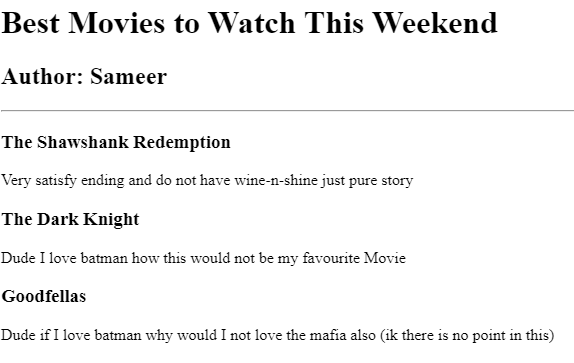 Best Movies to Watch This Weekend
Author: Sameer
The Shawshank Redemption
Very satisfy ending and do not have wine-n-shine just pure story
The Dark Knight
Dude I love batman how this would not be my favourite Movie
Goodfellas
Dude if I love batman why would I not love the mafia also (ik there is no point in this)